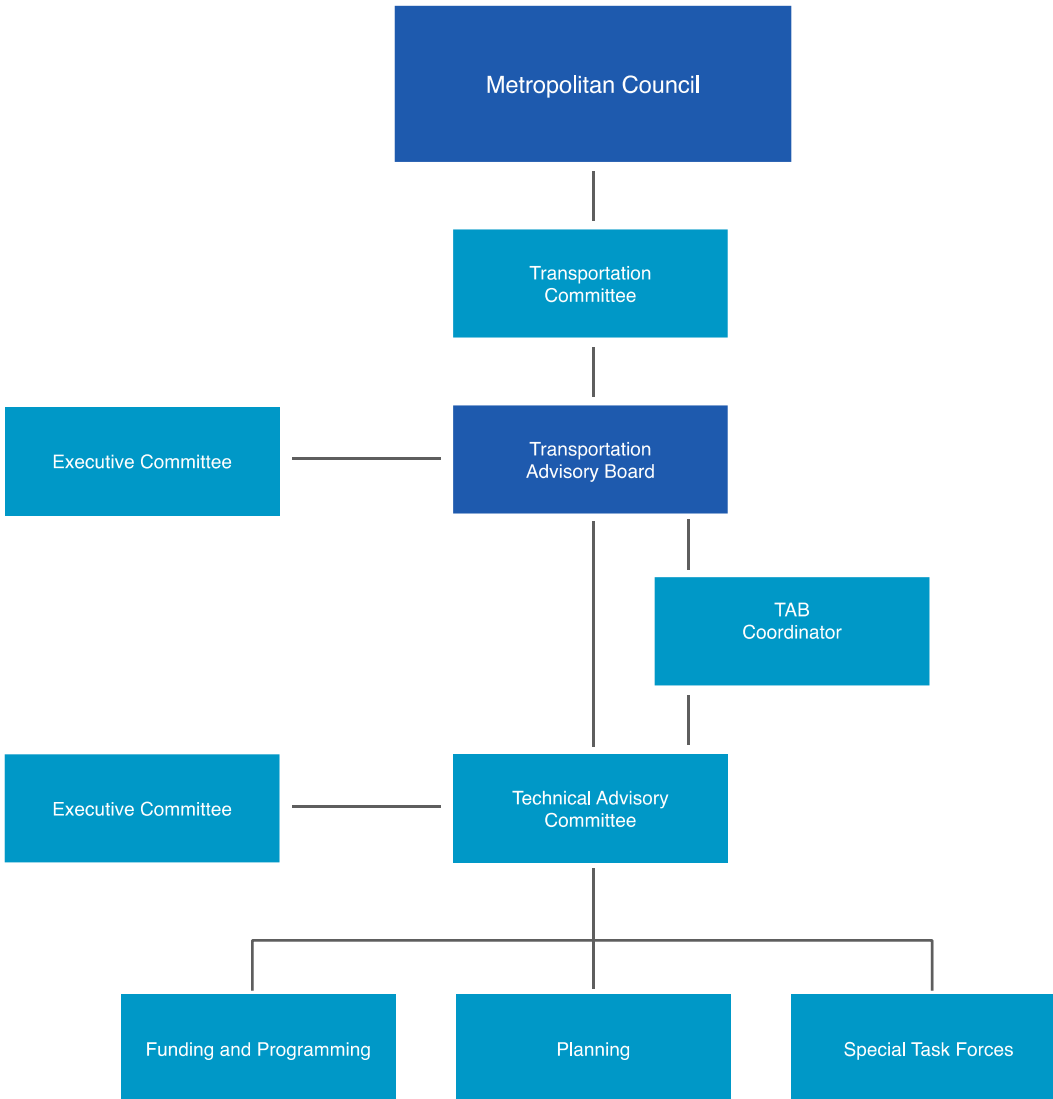 Metropolitan Council
Transportation
Committee
Executive Committee
Transportation
Advisory Board
TAB
Coordinator
Executive Committee
Technical Advisory
Committee
Funding and Programming
Planning
Special Task Forces